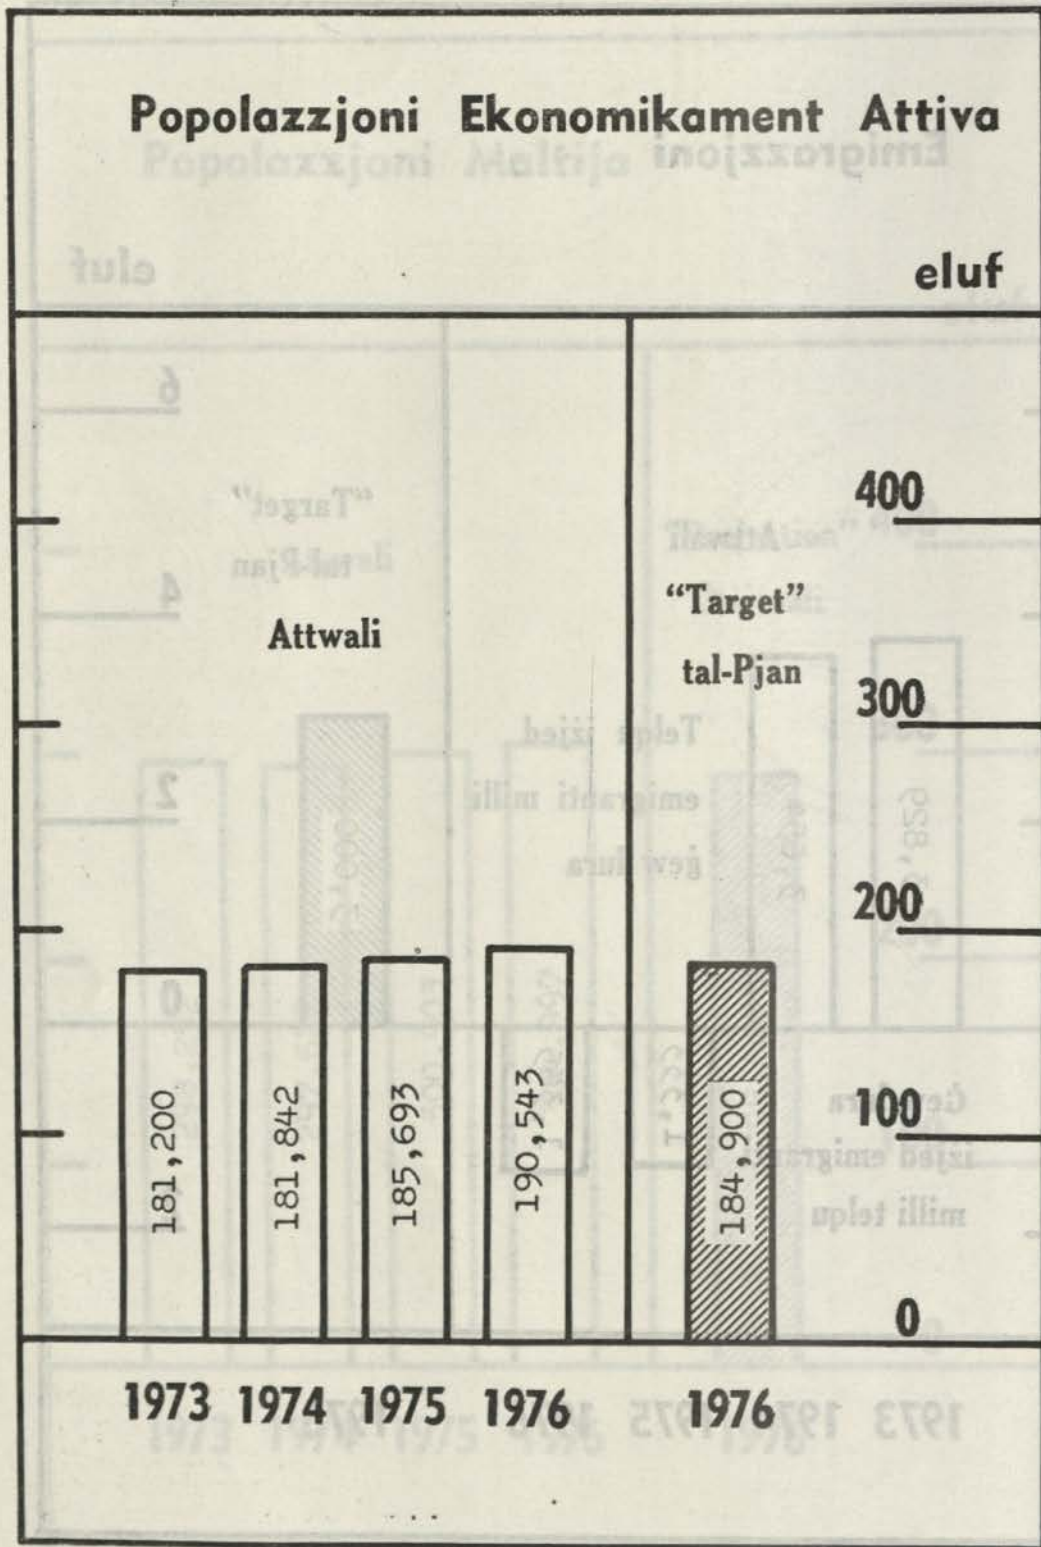 Popolazzjoni Ekonomikament Attiva
eluf
Attwali
"Target"
tal-Pjan
400
300
200
100
0
181,200
181,842
185,693
190,543
184,900
1973 1974 1975 1976 1976